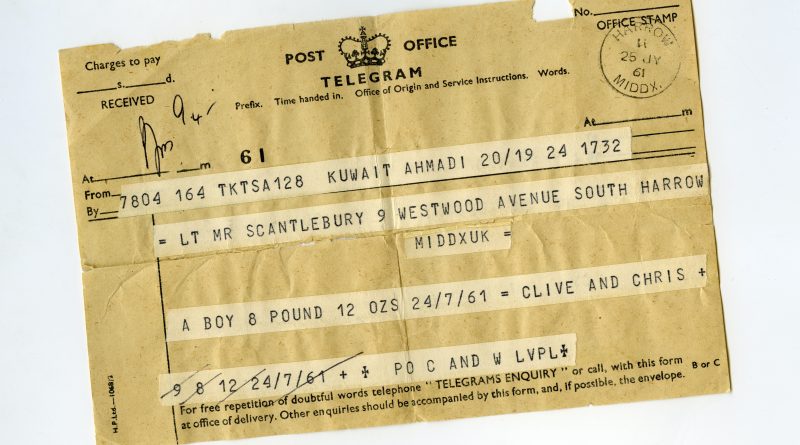 No.
OFFICE STAMP
HARROW
25 JY
61
MIDDX.
Charges to pay
s. d.
POST OFFICE
TELEGRAM
RECEIVED
Prefix. Time handed in. Office of Origin and Service Instructions. Words.
At m
61
At m
From
By
7804 164 TKTSA128 KUWAIT AHMADI 20/19 24 1732
= LT MR SCANTLEBURY 9 WESTWOOD AVENUE SOUTH HARROW
MIDDXUK =
A BOY 8 POUND 12 OZS 24/7/61 = CLIVE AND CHRIS +
9 8 12 24/7/61 + ✠ PO C AND W LVPL✠
For free repetition of doubtful words telephone "TELEGRAMS ENQUIRY" or call, with this form
at office of delivery. Other enquiries should be accompanied by this form, and, if possible, the envelope.
B or C